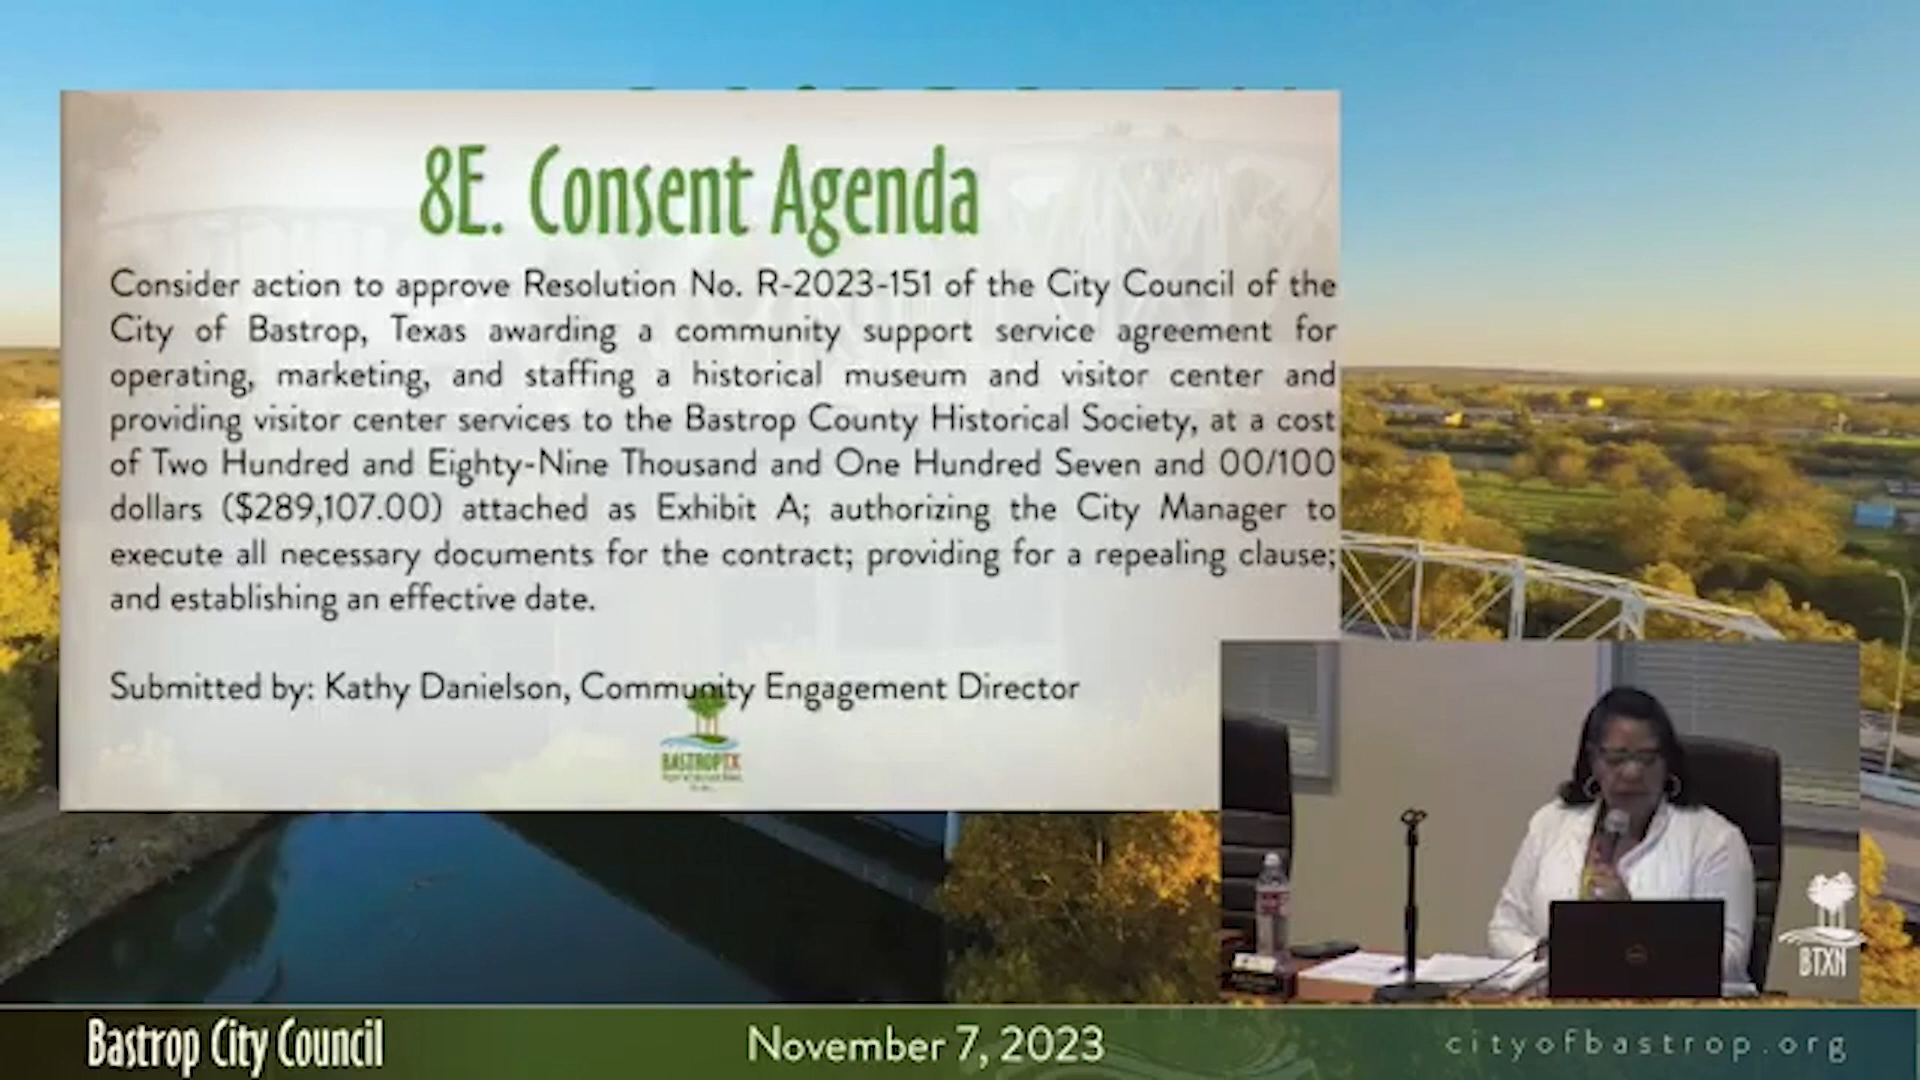 8E. Consent Agenda
Consider action to approve Resolution No. R-2023-151 of the City Council of the
City of Bastrop, Texas awarding a community support service agreement for
operating, marketing, and staffing a historical museum and visitor center and
providing visitor center services to the Bastrop County Historical Society, at a cost
of Two Hundred and Eighty-Nine Thousand and One Hundred Seven and 00/100
dollars ($289,107.00) attached as Exhibit A; authorizing the City Manager to
execute all necessary documents for the contract; providing for a repealing clause;
and establishing an effective date.
Submitted by: Kathy Danielson, Community Engagement Director
BASTROPTX
BTXN
Bastrop City Council
November 7, 2023
cityofbastrop.org